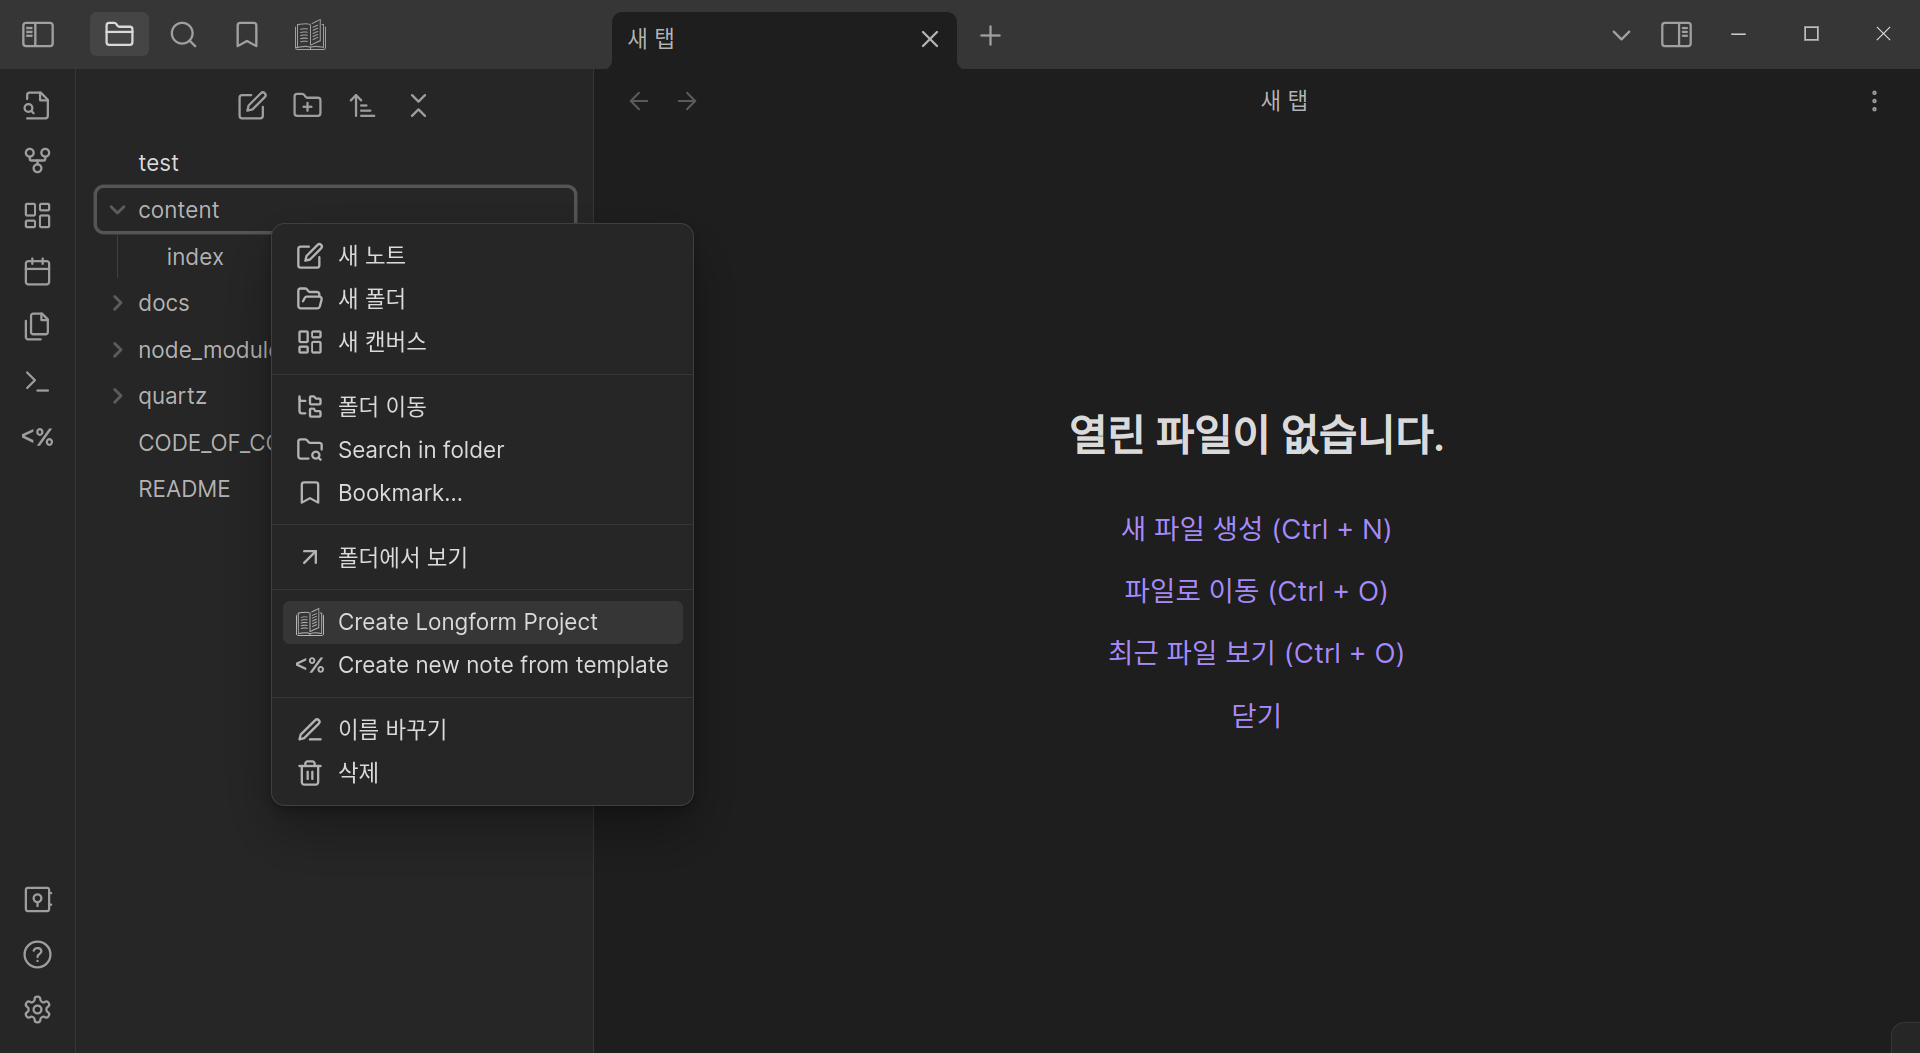 새 탭
새 탭
test
content
index
docs
node_modul
quartz
CODE_OF_CO
README
새 노트
새 폴더
새 캔버스
폴더 이동
Search in folder
Bookmark...
폴더에서 보기
Create Longform Project
<% Create new note from template
이름 바꾸기
삭제
<%
열린 파일이 없습니다.
새 파일 생성 (Ctrl + N)
파일로 이동 (Ctrl + O)
최근 파일 보기 (Ctrl + O)
닫기